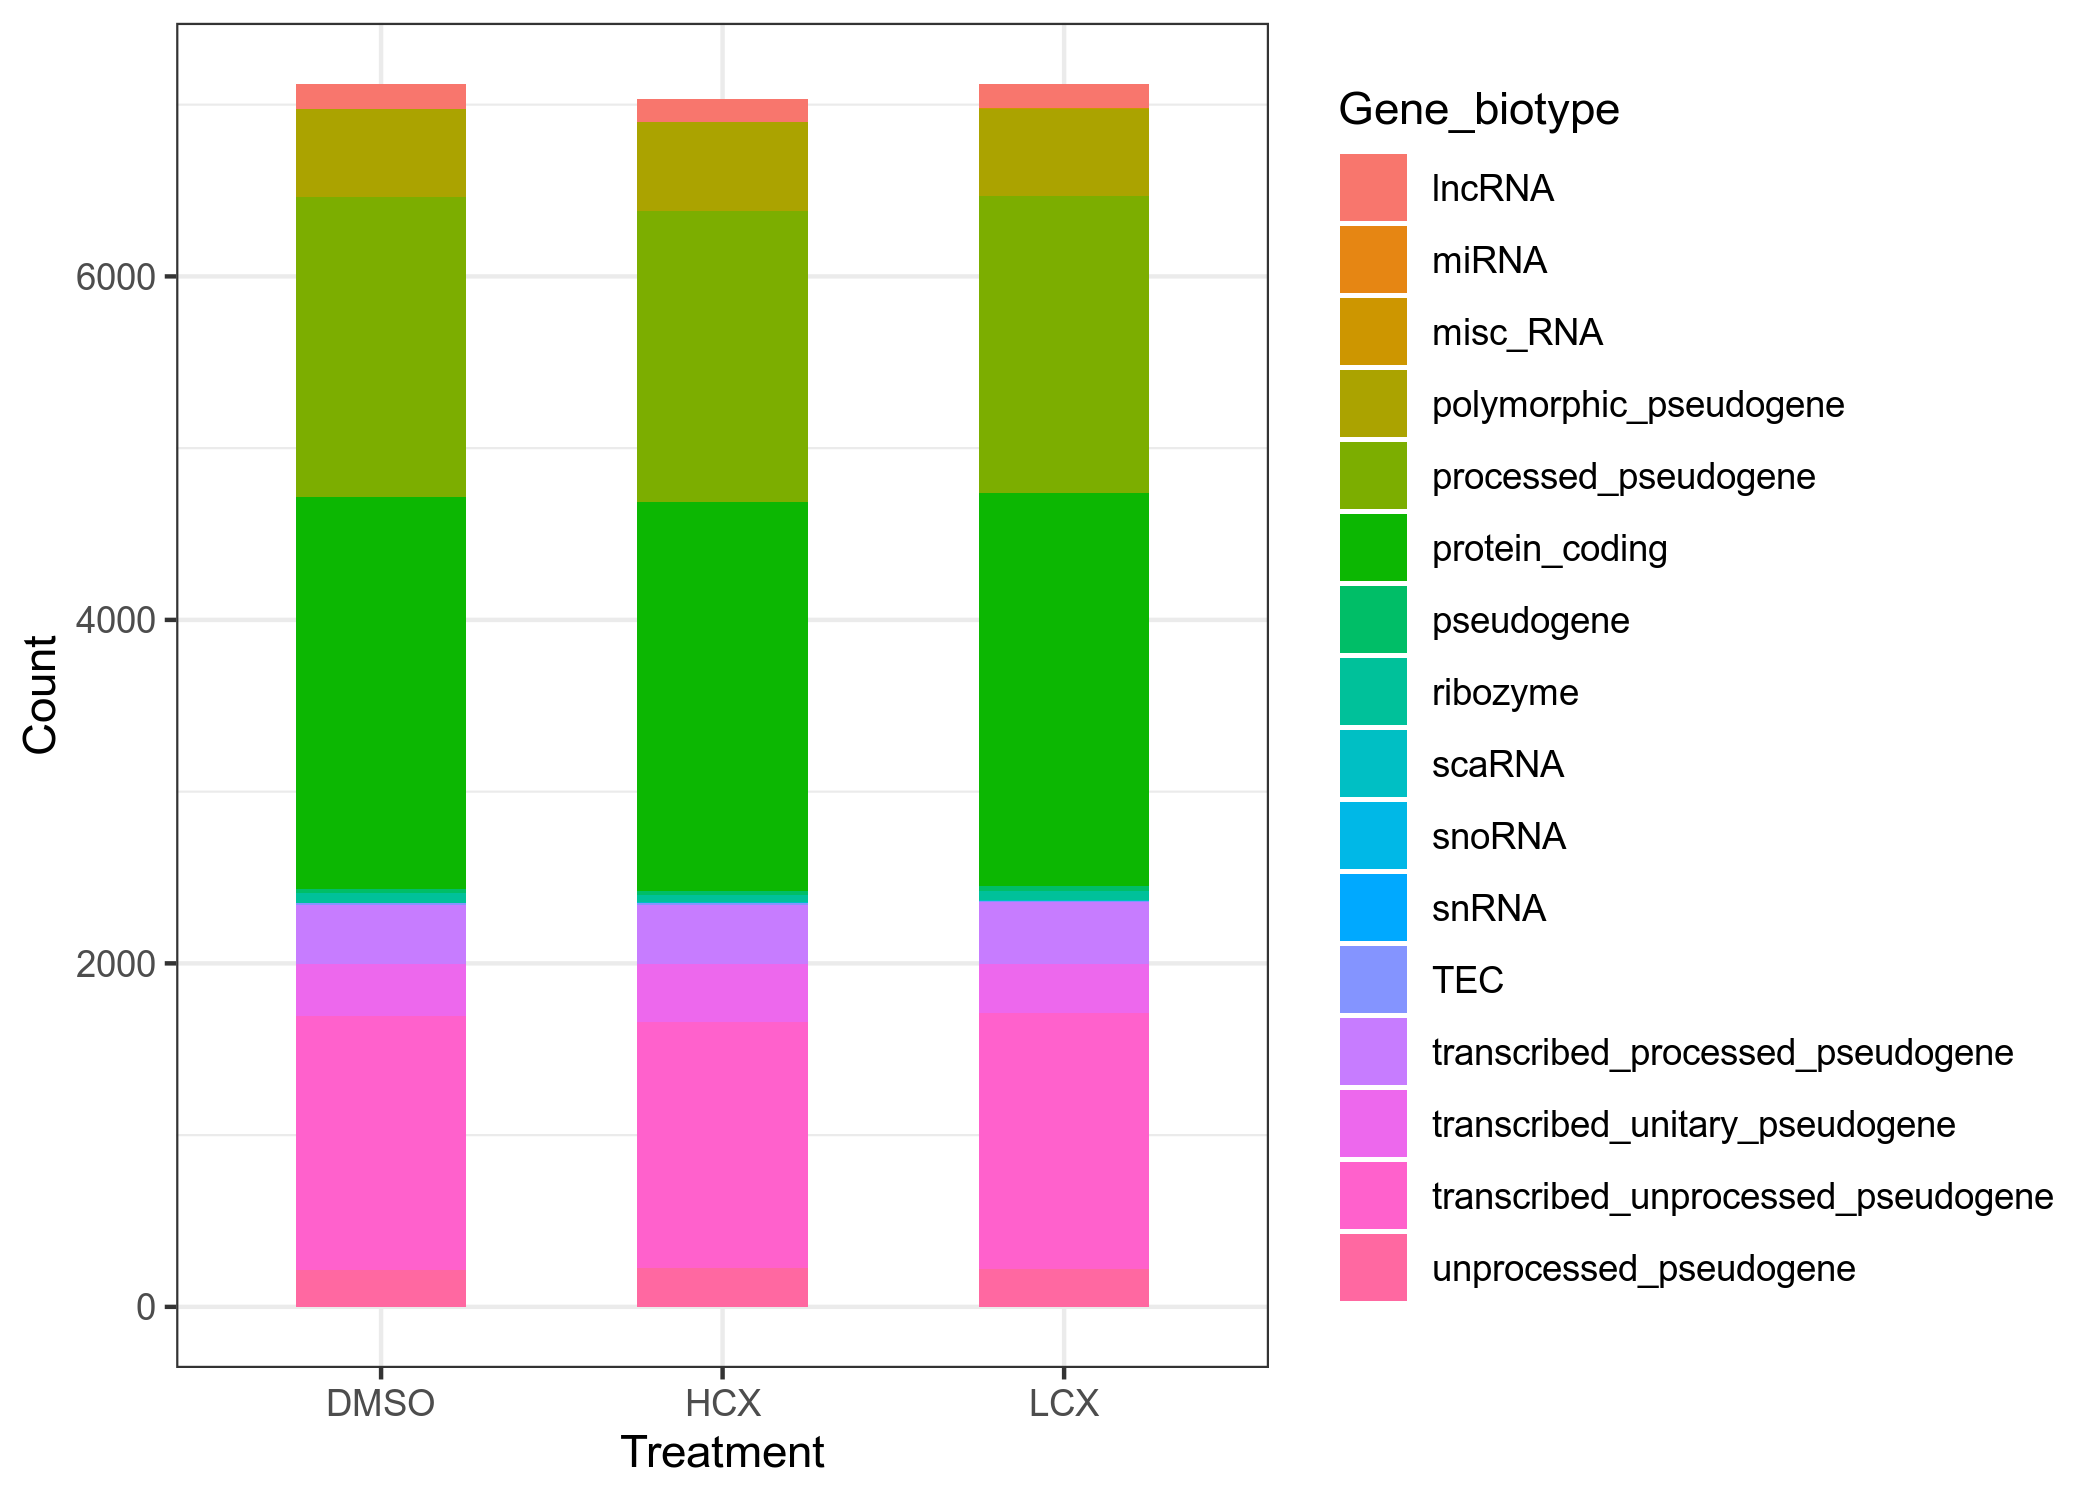 Gene_biotype
lncRNA
miRNA
misc_RNA
polymorphic_pseudogene
processed_pseudogene
protein_coding
pseudogene
ribozyme
scaRNA
snoRNA
snRNA
TEC
transcribed_processed_pseudogene
transcribed_unitary_pseudogene
transcribed_unprocessed_pseudogene
unprocessed_pseudogene
Count
6000
4000
2000
0
DMSO HCX LCX
Treatment